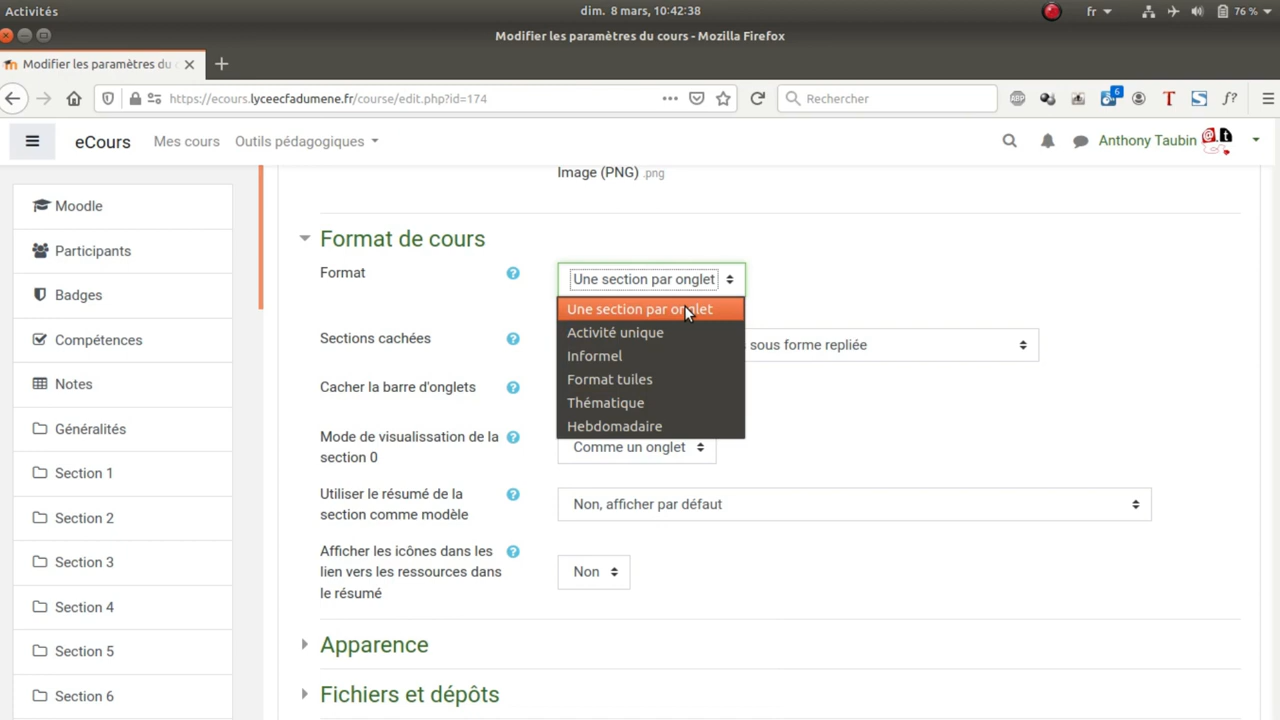 Activités
dim. 8 mars, 10:42:38
fr
76 %
Modifier les paramètres du cours - Mozilla Firefox
Modifier les paramètres du c
https://ecours.lyceecfadumene.fr/course/edit.php?id=174
Rechercher
ABP
6
T
S
f?
eCours
Mes cours
Outils pédagogiques
Anthony Taubin
Moodle
Participants
Badges
Compétences
Notes
Généralités
Section 1
Section 2
Section 3
Section 4
Section 5
Section 6
Image (PNG) .png
Format de cours
Format
Une section par onglet
Une section par onglet
Activité unique
Informel
Format tuiles
Thématique
Hebdomadaire
Sections cachées
sous forme repliée
Cacher la barre d'onglets
Mode de visualissation de la
section 0
Comme un onglet
Utiliser le résumé de la
section comme modèle
Non, afficher par défaut
Afficher les icônes dans les
lien vers les ressources dans
le résumé
Non
Apparence
Fichiers et dépôts